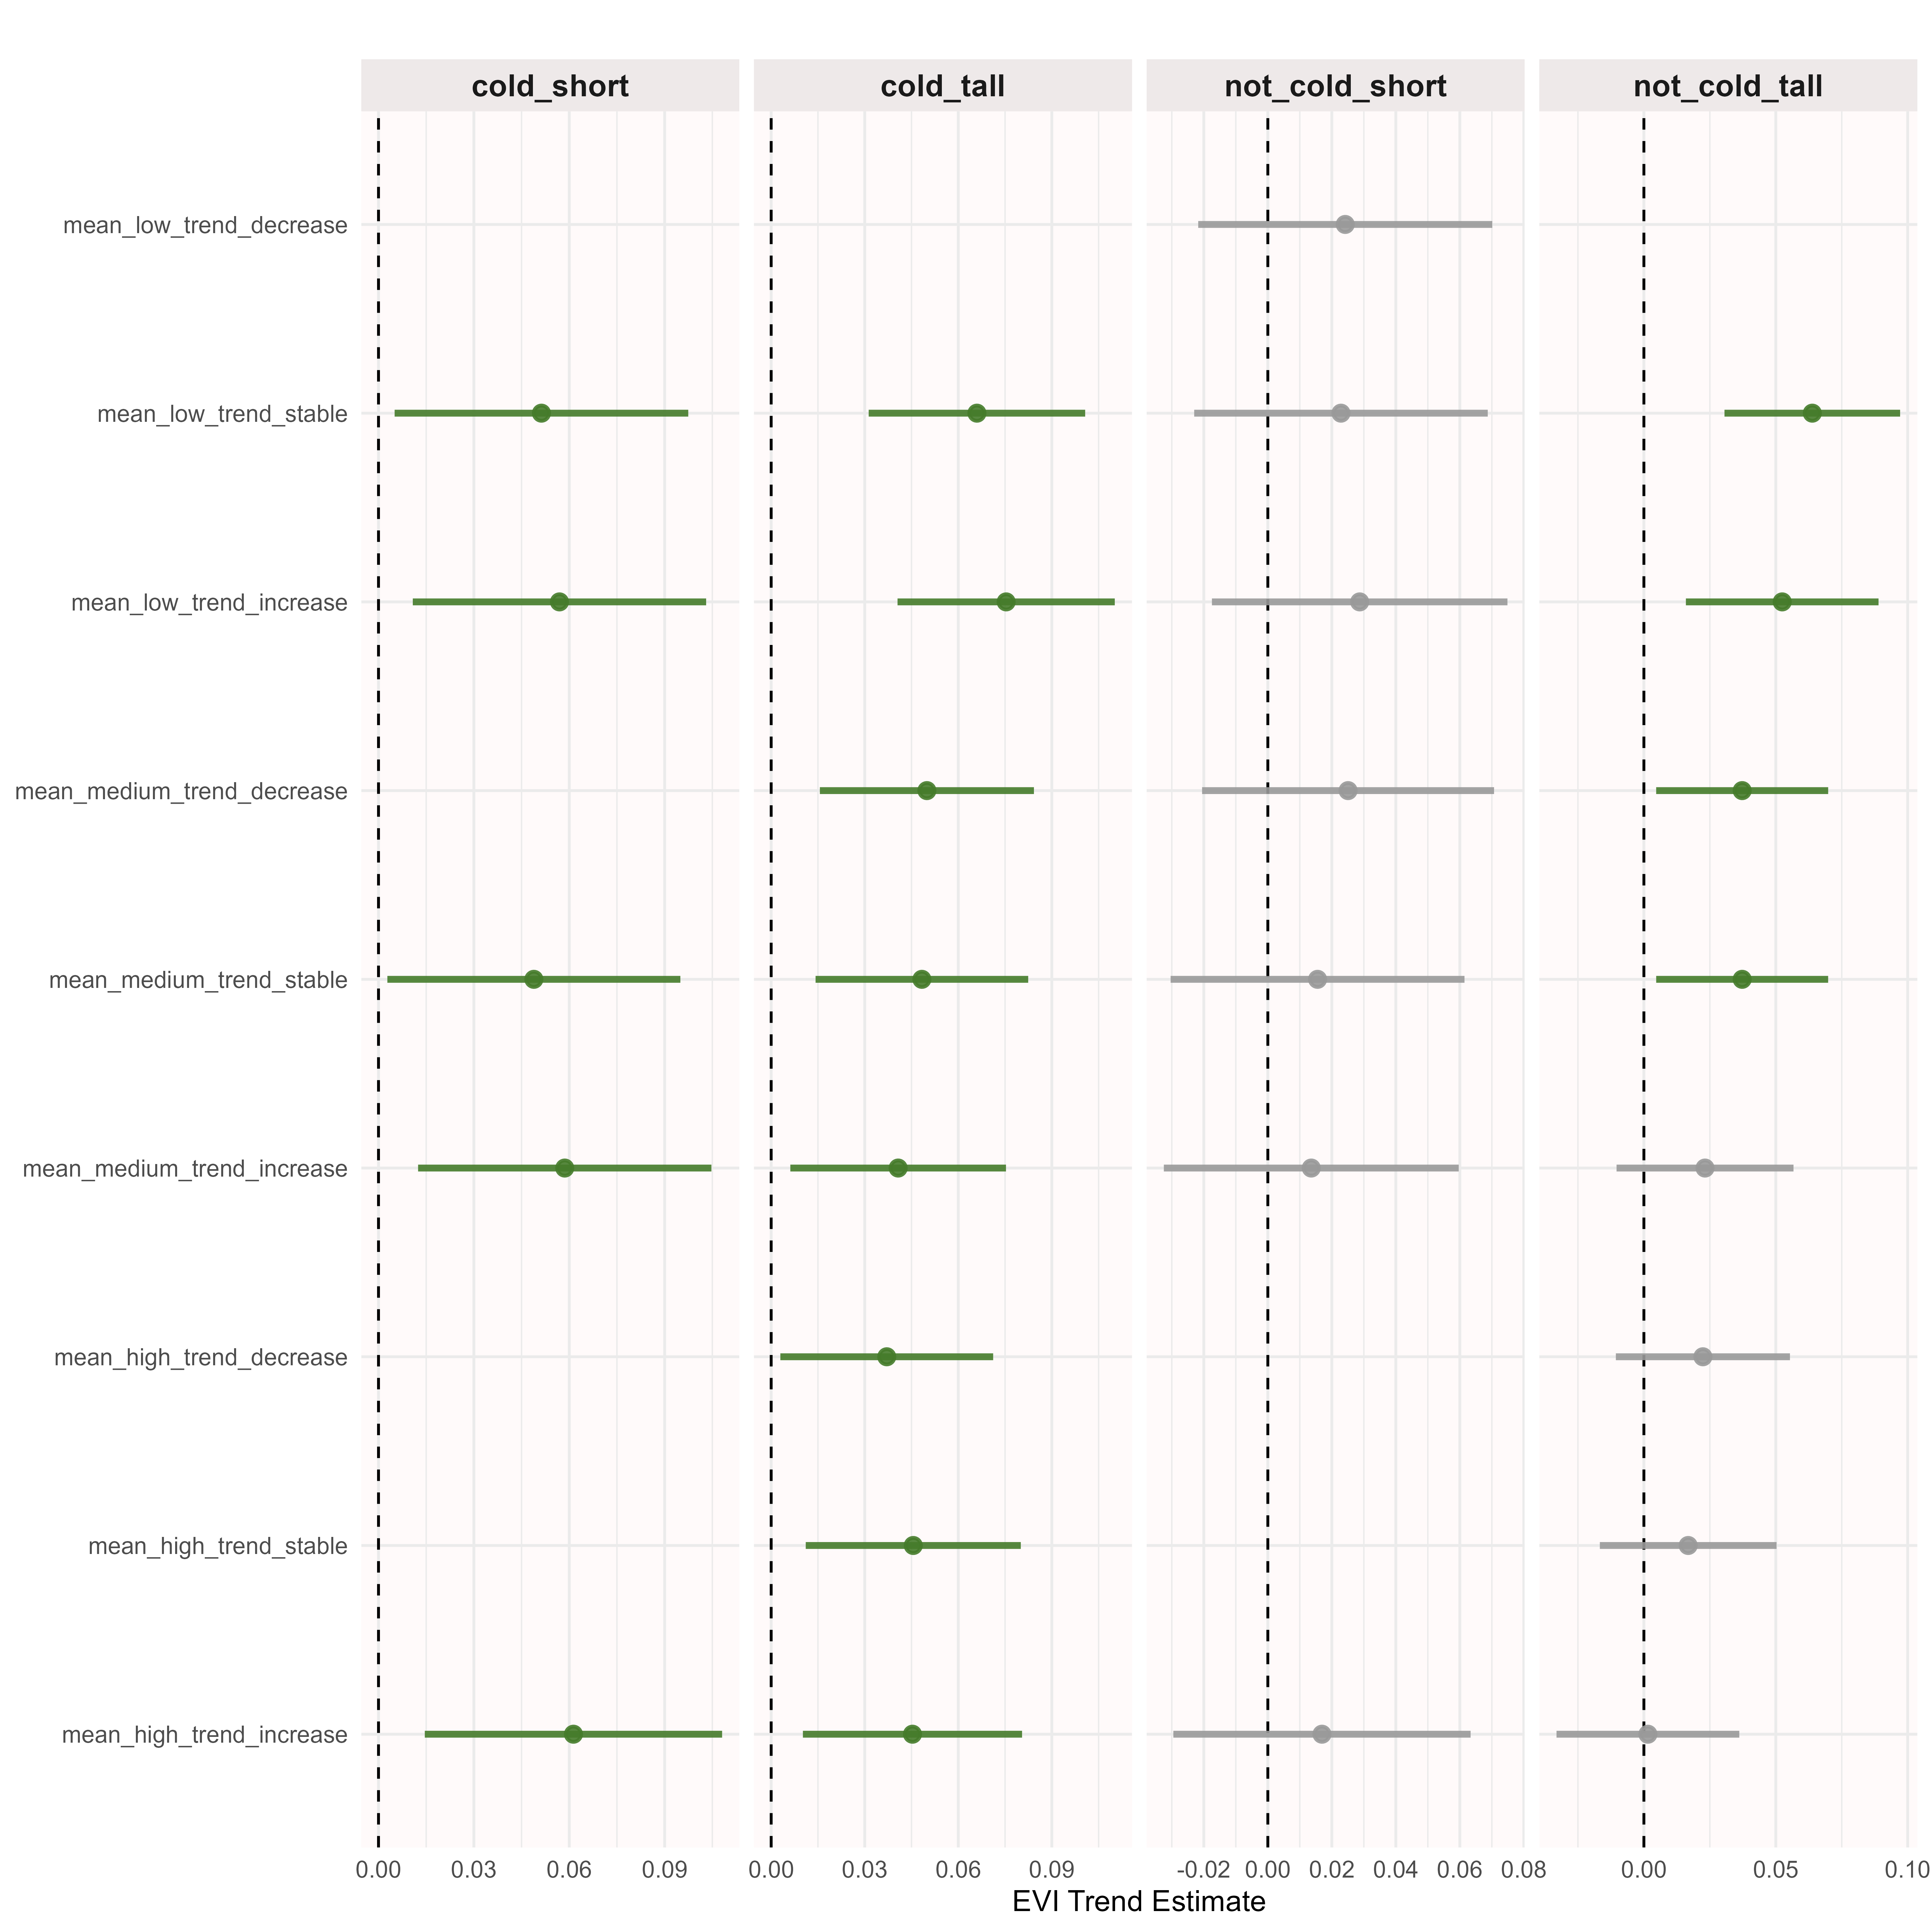 cold_short cold_tall not_cold_short not_cold_tall
mean_low_trend_decrease
mean_low_trend_stable
mean_low_trend_increase
mean_medium_trend_decrease
mean_medium_trend_stable
mean_medium_trend_increase
mean_high_trend_decrease
mean_high_trend_stable
mean_high_trend_increase
0.00 0.03 0.06 0.09 0.00 0.03 0.06 0.09 -0.02 0.00 0.02 0.04 0.06 0.08 0.00 0.05 0.10
EVI Trend Estimate